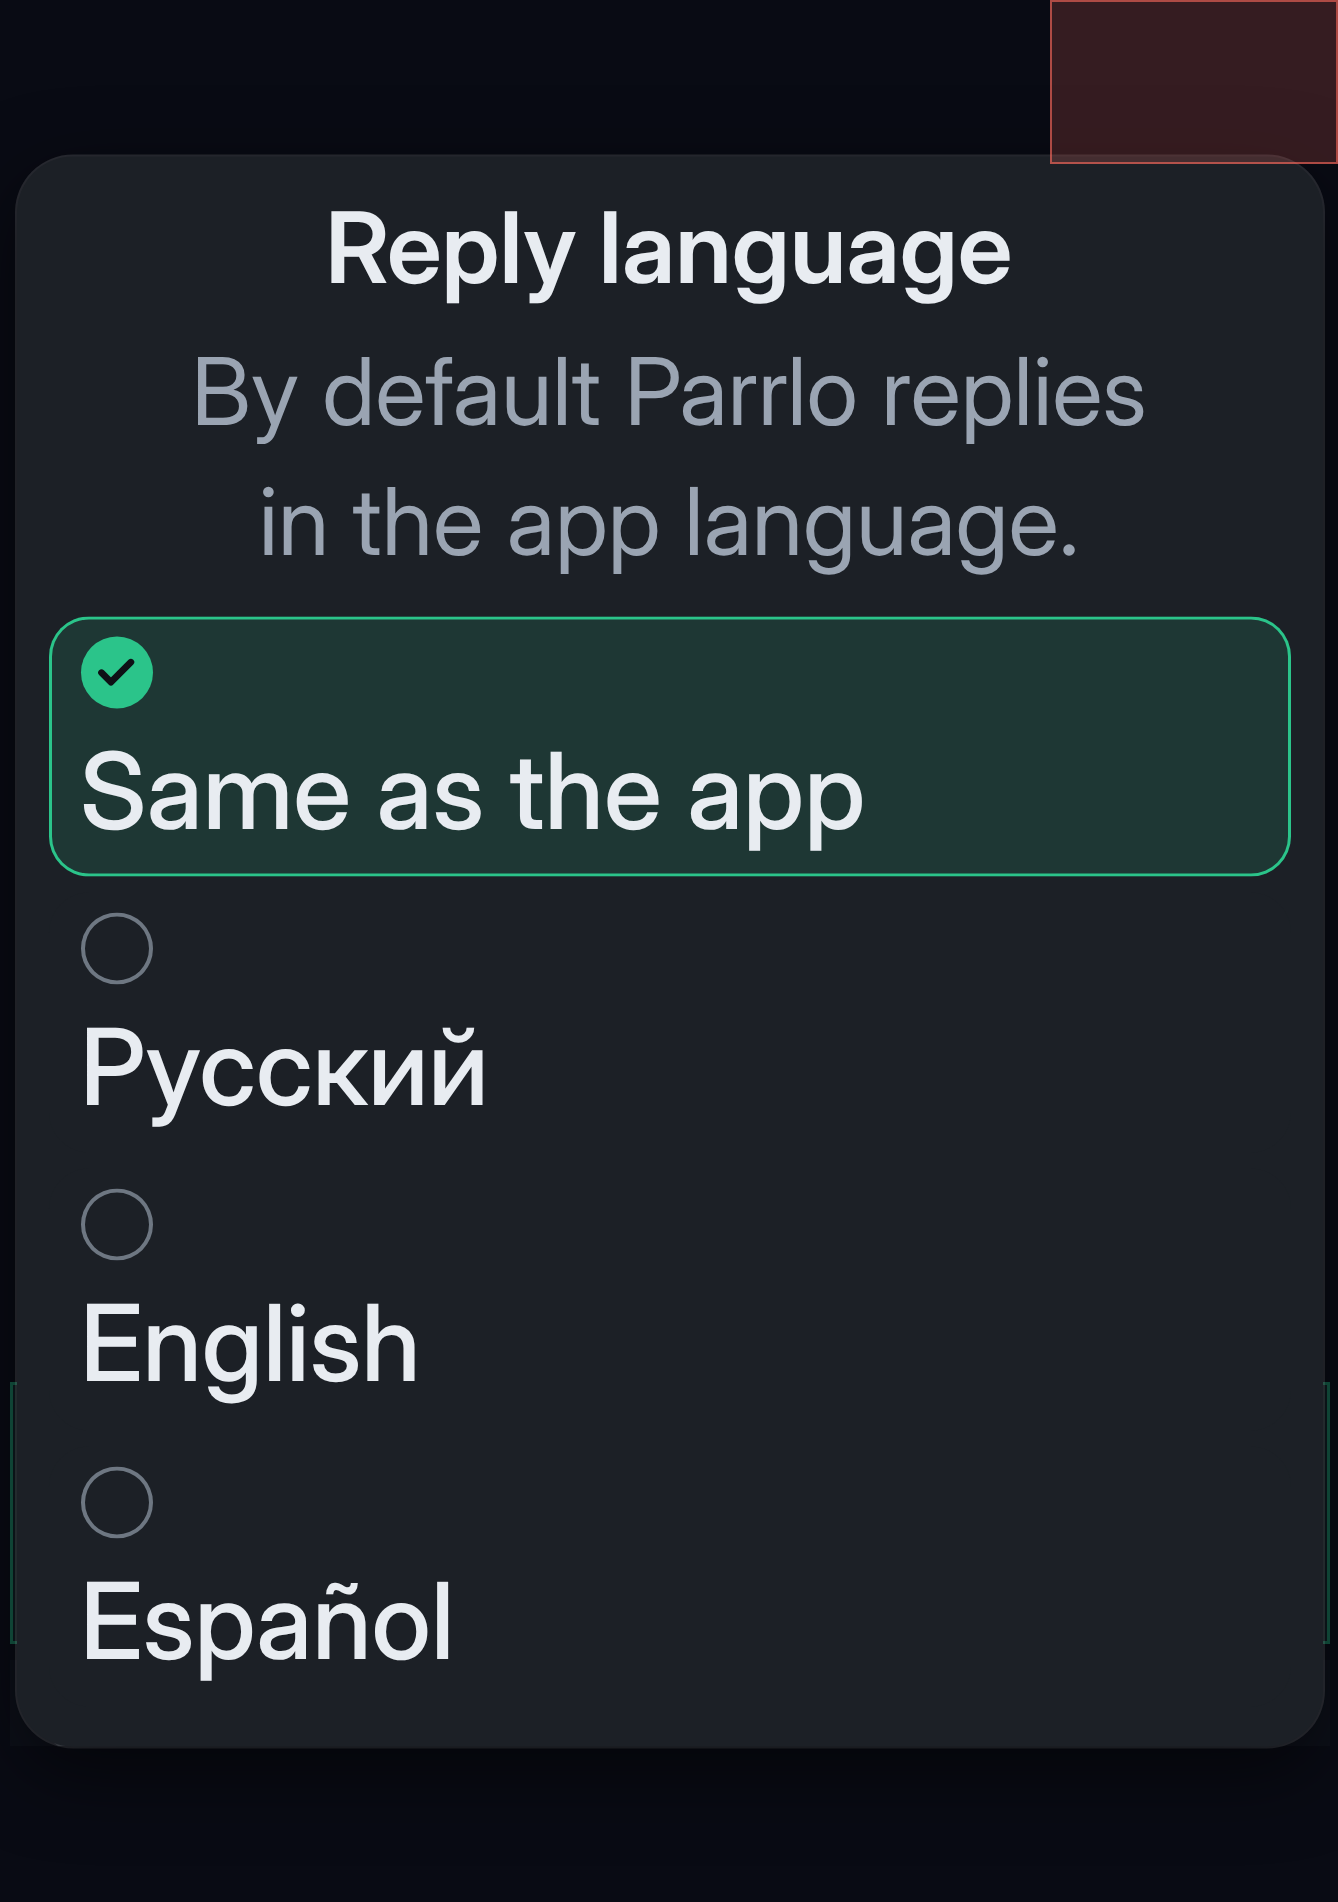 Reply language
By default Parrlo replies
in the app language.
Same as the app
Русский
English
Español